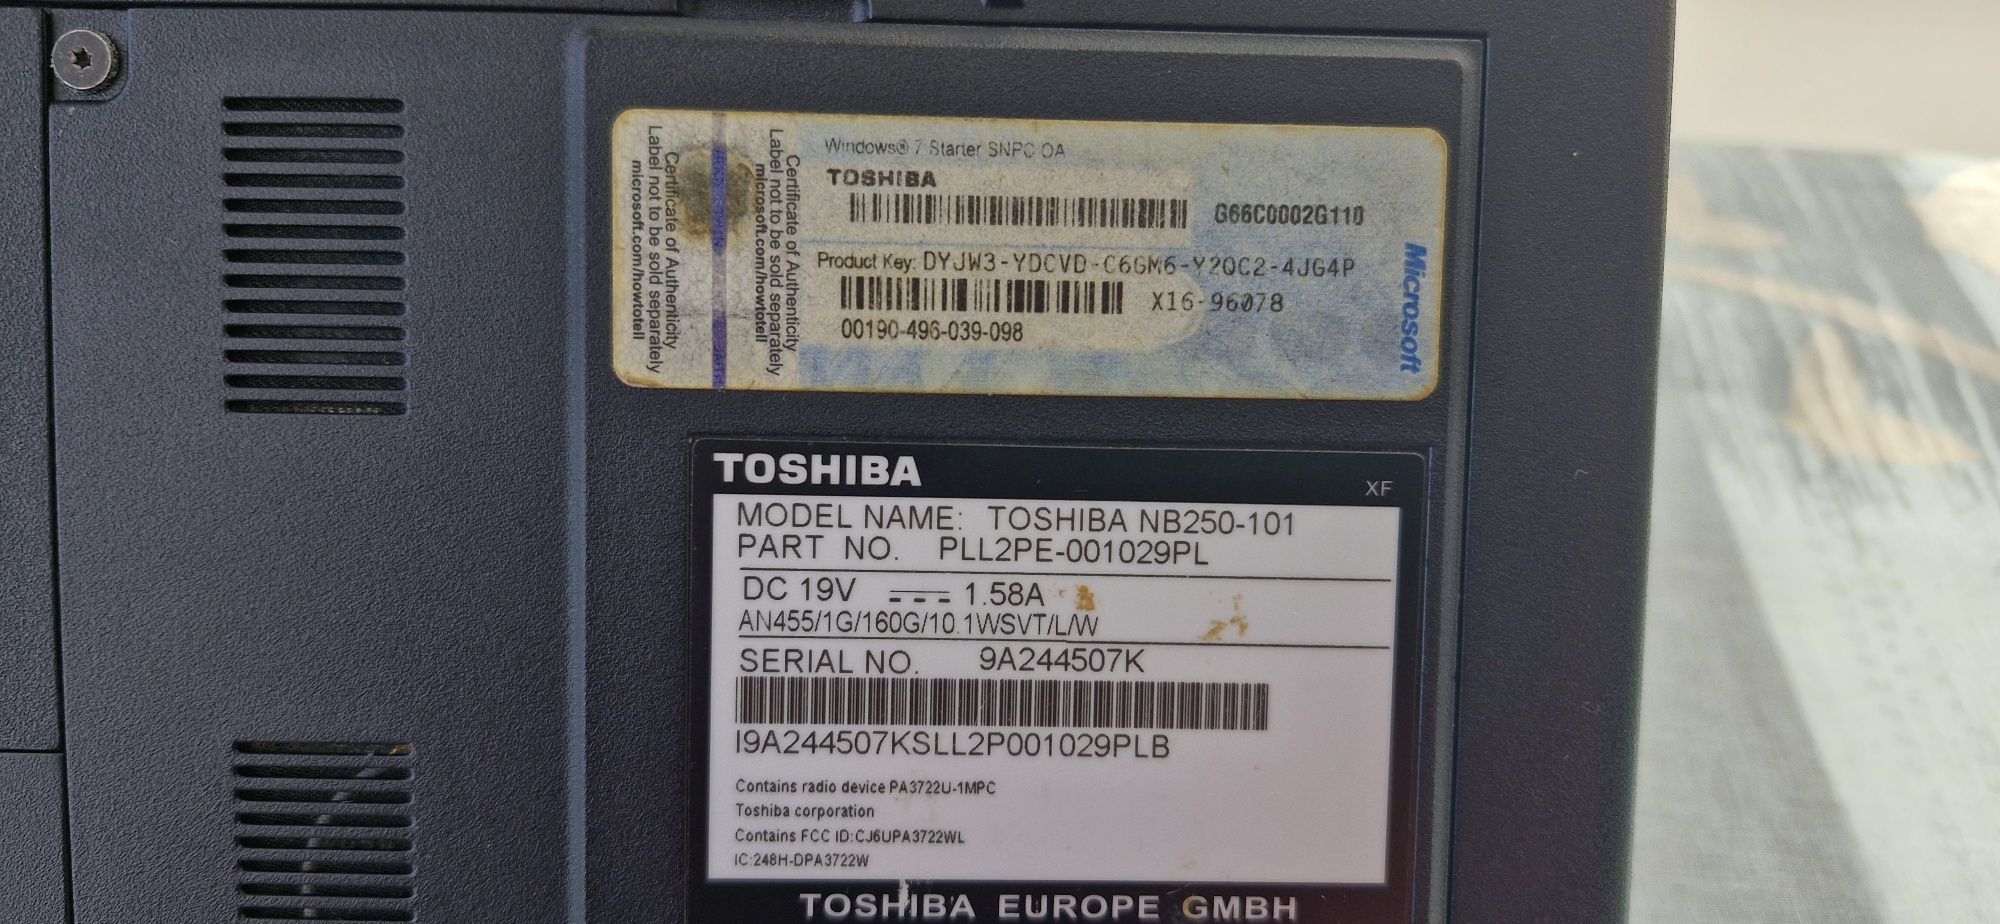 Certificate of Authenticity
Label not to be sold separately
microsoft.com/howtotell
Certificate of Authenticity
Label not to be sold separately
microsoft.com/howtotell
Windows® 7 Starter SNPC OA
TOSHIBA
G66C0002G110
Product Key: DYJW3-YDCVD-C6GM6-Y2QC2-4JG4P
X16-96078
00190-496-039-098
Microsoft
TOSHIBA
XF
MODEL NAME: TOSHIBA NB250-101
PART NO. PLL2PE-001029PL
DC 19V 1.58A
AN455/1G/160G/10.1WSVT/L/W
SERIAL NO. 9A244507K
I9A244507KSLL2P001029PLB
Contains radio device PA3722U-1MPC
Toshiba corporation
Contains FCC ID:CJ6UPA3722WL
IC:248H-DPA3722W
TOSHIBA EUROPE GMBH